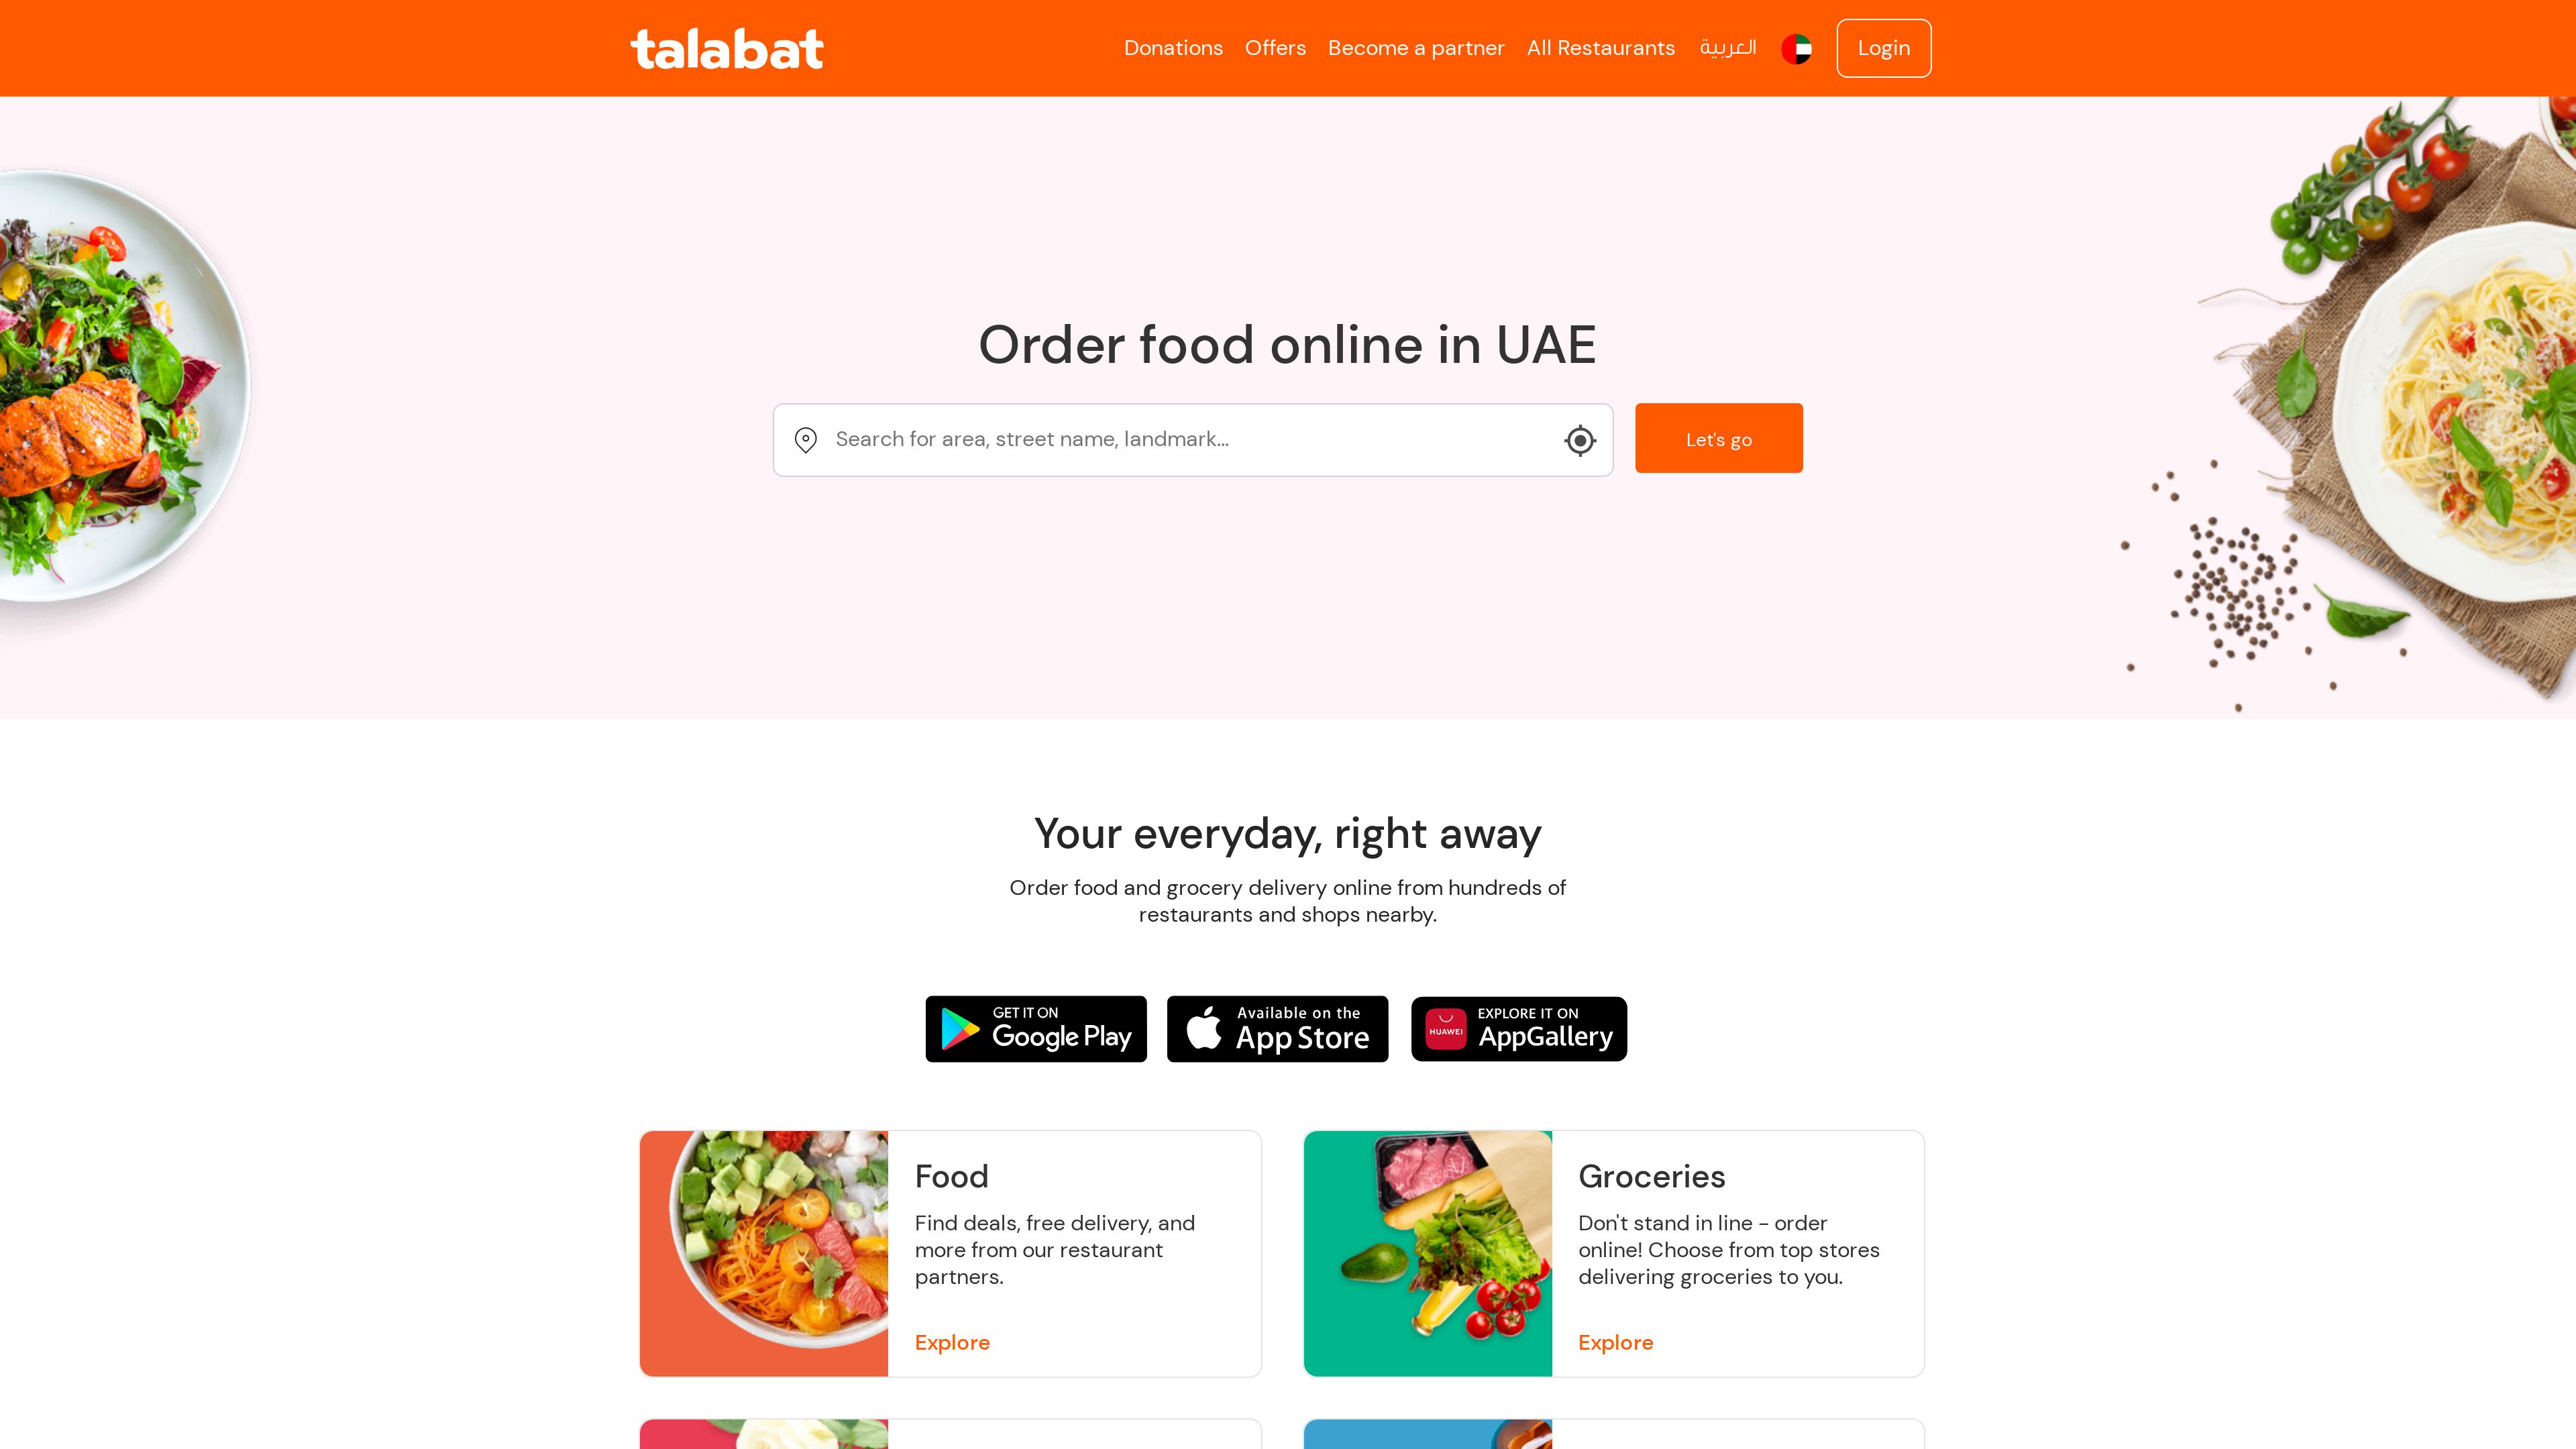 talabat
Donations
Offers
Become a partner
All Restaurants
العربية
Login
Order food online in UAE
Search for area, street name, landmark...
Let's go
Your everyday, right away
Order food and grocery delivery online from hundreds of
restaurants and shops nearby.
GET IT ON
Google Play
Available on the
App Store
HUAWEI
EXPLORE IT ON
AppGallery
Food
Find deals, free delivery, and
more from our restaurant
partners.
Explore
Groceries
Don't stand in line - order
online! Choose from top stores
delivering groceries to you.
Explore